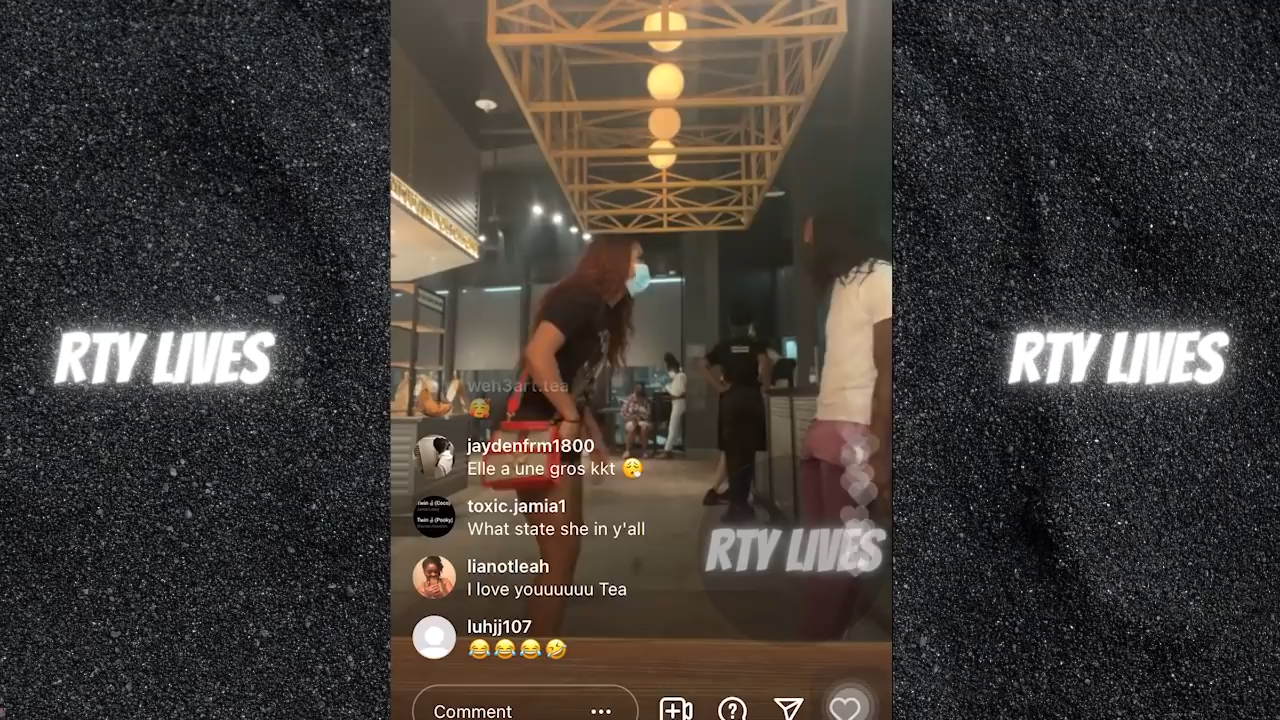 RTY LIVES
RTY LIVES
weh3art.tea
🥰
jaydenfrm1800
Elle a une gros kkt 😮‍💨
toxic.jamia1
What state she in y'all
lianotleah
I love youuuuuu Tea
luhjj107
😂😂😂🤣
RTY LIVES
Comment